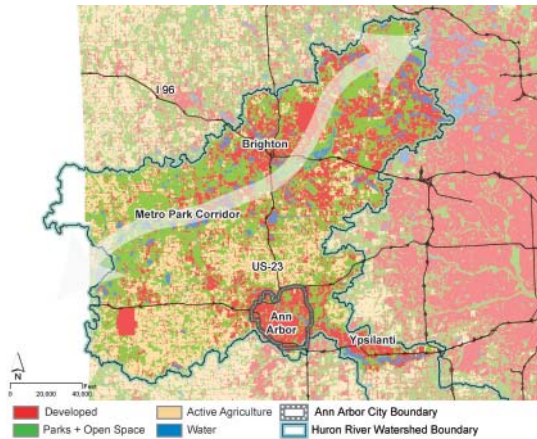 I 96
Brighton
Metro Park Corridor
US-23
Ann
Arbor
Ypsilanti
N
0
20,000
40,000
Feet
Developed
Active Agriculture
Ann Arbor City Boundary
Parks + Open Space
Water
Huron River Watershed Boundary